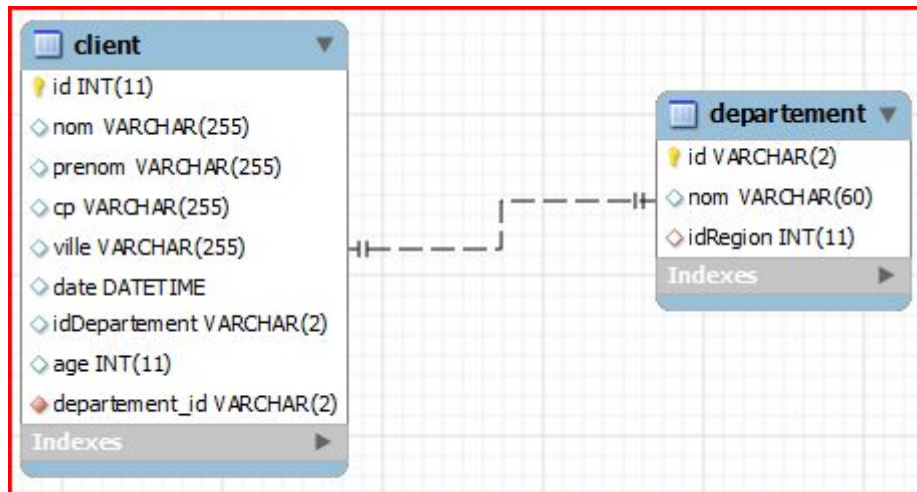 client
id INT(11)
nom VARCHAR(255)
prenom VARCHAR(255)
cp VARCHAR(255)
ville VARCHAR(255)
date DATETIME
idDepartement VARCHAR(2)
age INT(11)
departement_id VARCHAR(2)
Indexes
departement
id VARCHAR(2)
nom VARCHAR(60)
idRegion INT(11)
Indexes